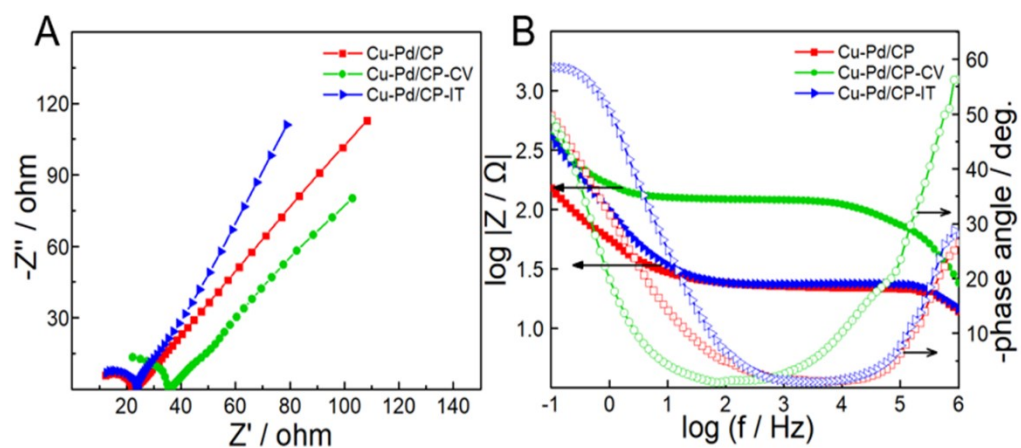 A
Cu-Pd/CP
Cu-Pd/CP-CV
Cu-Pd/CP-IT
-Z'' / ohm
120
90
60
30
20 40 60 80 100 120 140
Z' / ohm
B
Cu-Pd/CP
Cu-Pd/CP-CV
Cu-Pd/CP-IT
log |Z / Ω|
3.0
2.5
2.0
1.5
1.0
-phase angle / deg.
60
50
40
30
20
10
-1 0 1 2 3 4 5 6
log (f / Hz)